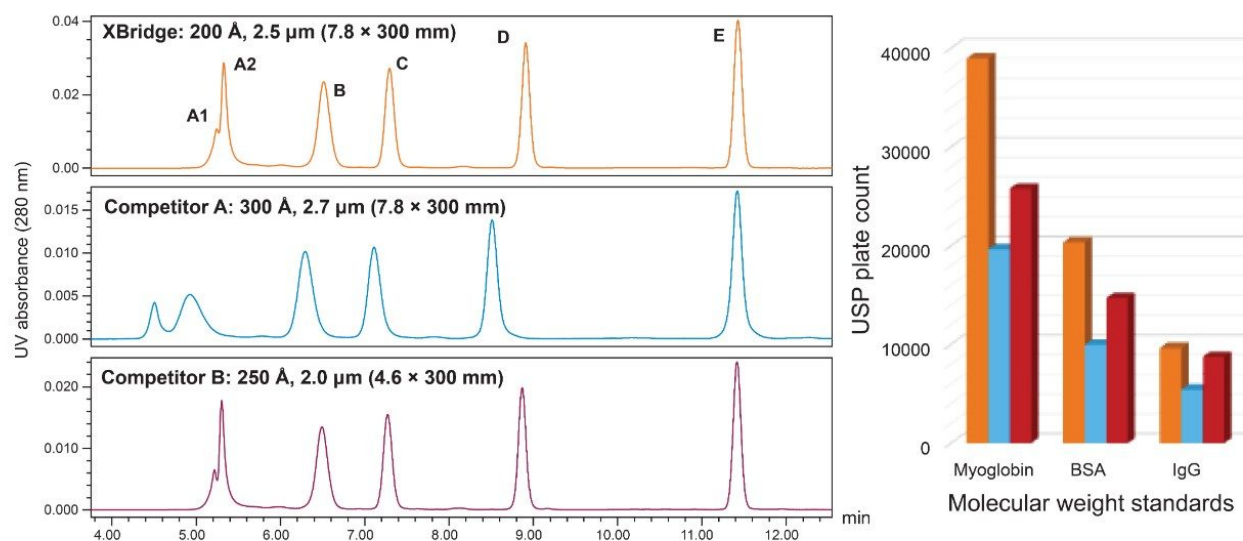 XBridge: 200 Å, 2.5 µm (7.8 × 300 mm)
A1
A2
B
C
D
E
0.04
0.02
0.00
Competitor A: 300 Å, 2.7 µm (7.8 × 300 mm)
0.015
0.010
0.005
0.000
Competitor B: 250 Å, 2.0 µm (4.6 × 300 mm)
0.020
0.010
0.000
UV absorbance (280 nm)
4.00 5.00 6.00 7.00 8.00 9.00 10.00 11.00 12.00 min
USP plate count
40000
30000
20000
10000
0
Myoglobin BSA IgG
Molecular weight standards